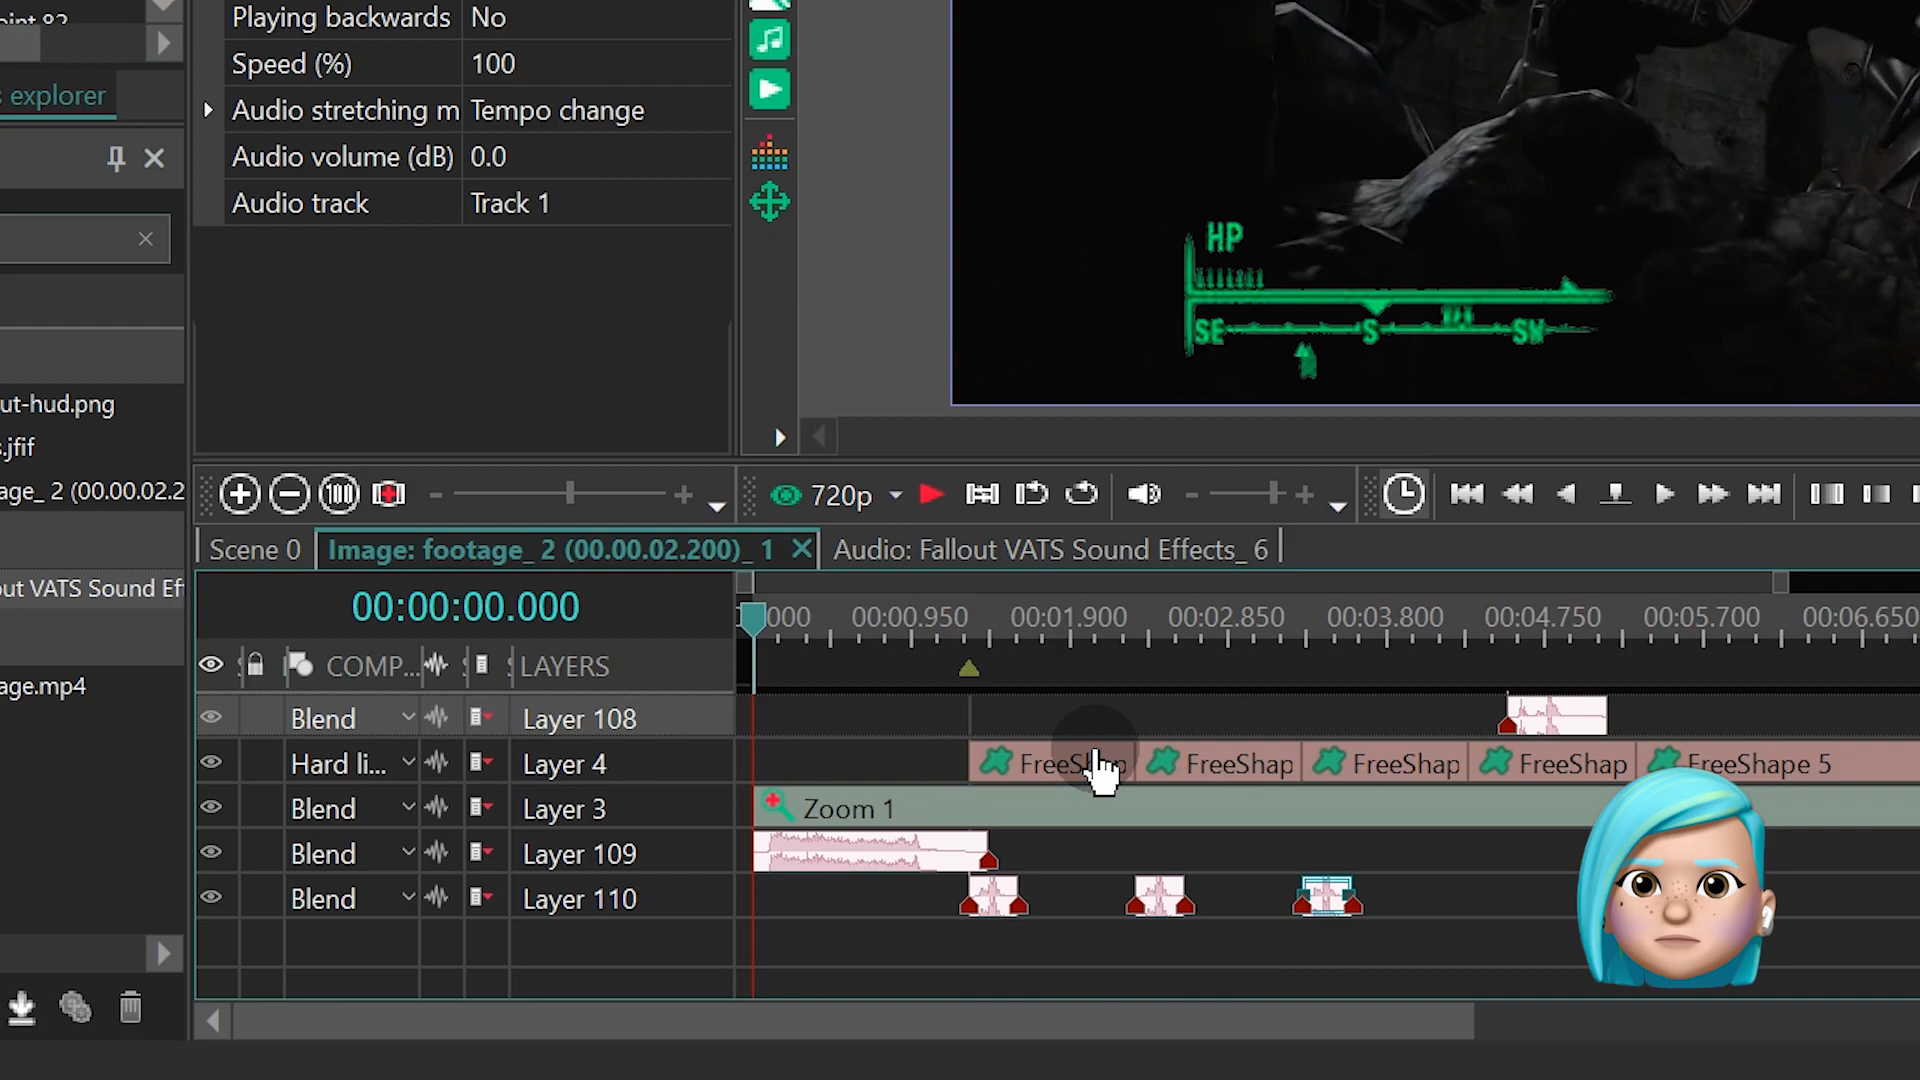 Playing backwards No
Speed (%) 100
Audio stretching m Tempo change
Audio volume (dB) 0.0
Audio track Track 1
s explorer
ut-hud.png
s.jfif
age_ 2 (00.00.02.2
out VATS Sound Eff
age.mp4
HP
SE S SW
100 720p
Scene 0 Image: footage_ 2 (00.00.02.200)_ 1 Audio: Fallout VATS Sound Effects_ 6
00:00:00.000
000 00:00.950 00:01.900 00:02.850 00:03.800 00:04.750 00:05.700 00:06.650
COMP... LAYERS
Blend Layer 108
Hard li... Layer 4 FreeShap FreeShap FreeShap FreeShap FreeShape 5
Blend Layer 3 Zoom 1
Blend Layer 109
Blend Layer 110